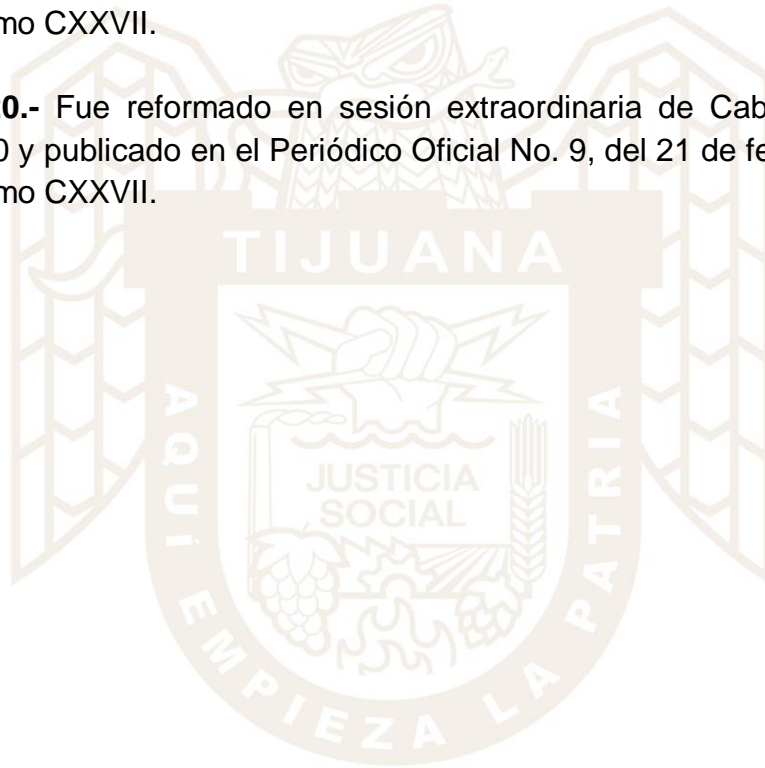 mo CXXVII.
20.- Fue reformado en sesión extraordinaria de Cab
0 y publicado en el Periódico Oficial No. 9, del 21 de fe
mo CXXVII.
TIJUANA
JUSTICIA
SOCIAL
AQUÍ EMPIEZA LA PATRIA